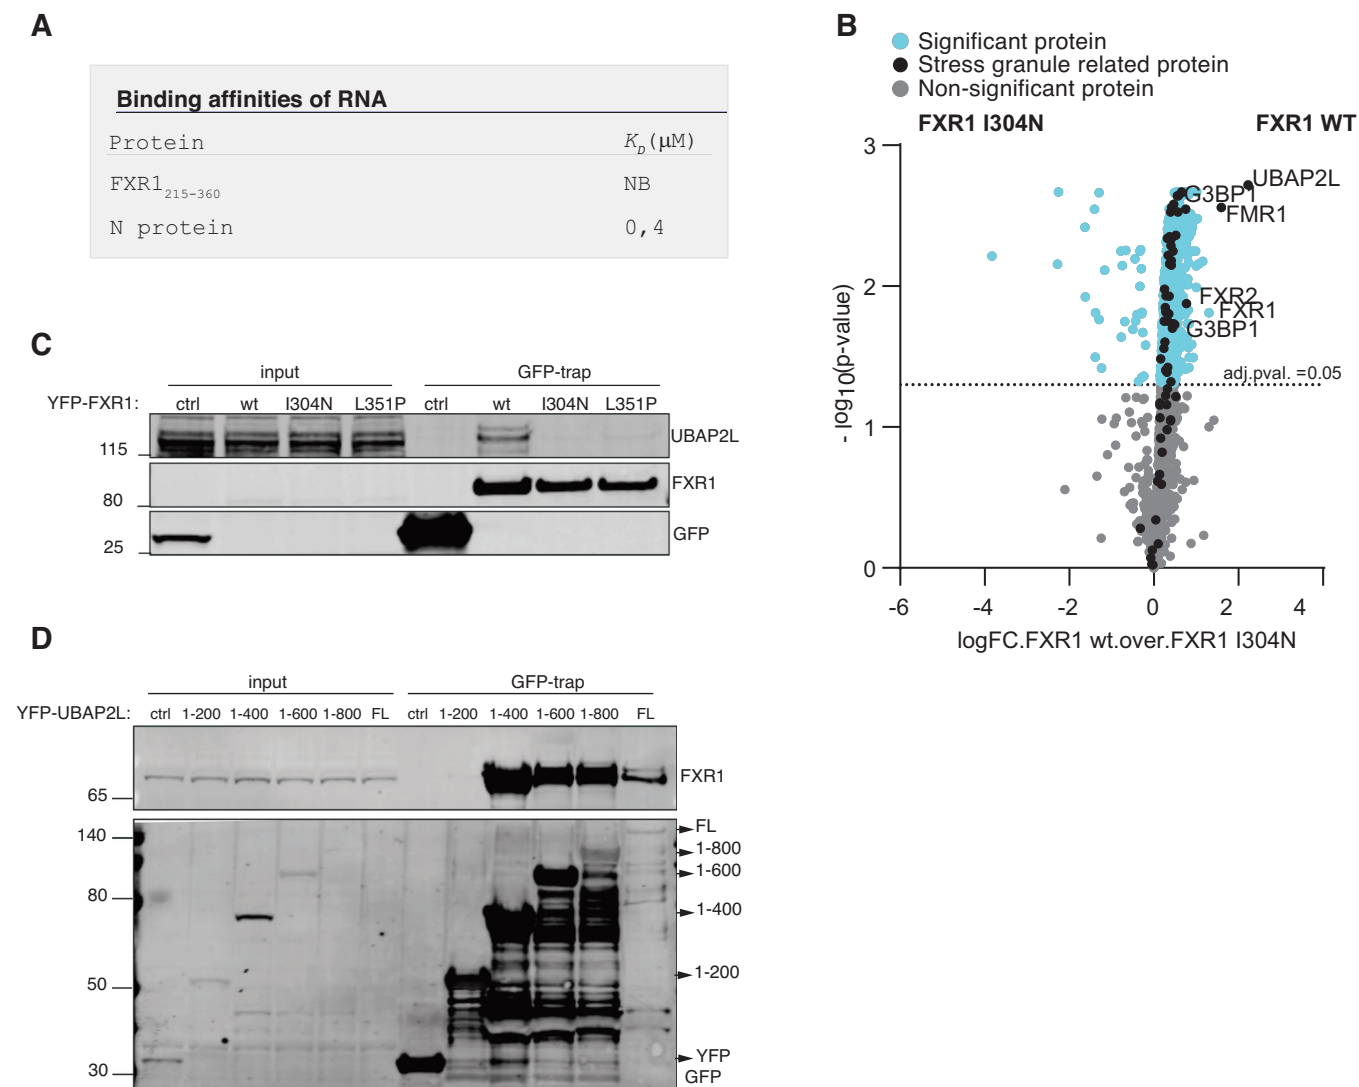 A
Binding affinities of RNA
Protein K_D(µM)
FXR1_215-360 NB
N protein 0,4
B
Significant protein
Stress granule related protein
Non-significant protein
FXR1 I304N FXR1 WT
3
2
1
0
- log10(p-value)
UBAP2L
G3BP1
FMR1
FXR2
FXR1
G3BP1
adj.pval. =0.05
-6 -4 -2 0 2 4
logFC.FXR1 wt.over.FXR1 I304N
C
input GFP-trap
YFP-FXR1: ctrl wt I304N L351P ctrl wt I304N L351P
115 UBAP2L
80 FXR1
25 GFP
D
input GFP-trap
YFP-UBAP2L: ctrl 1-200 1-400 1-600 1-800 FL ctrl 1-200 1-400 1-600 1-800 FL
FXR1
65
FL
140
1-800
1-600
80
1-400
1-200
50
YFP
30
GFP